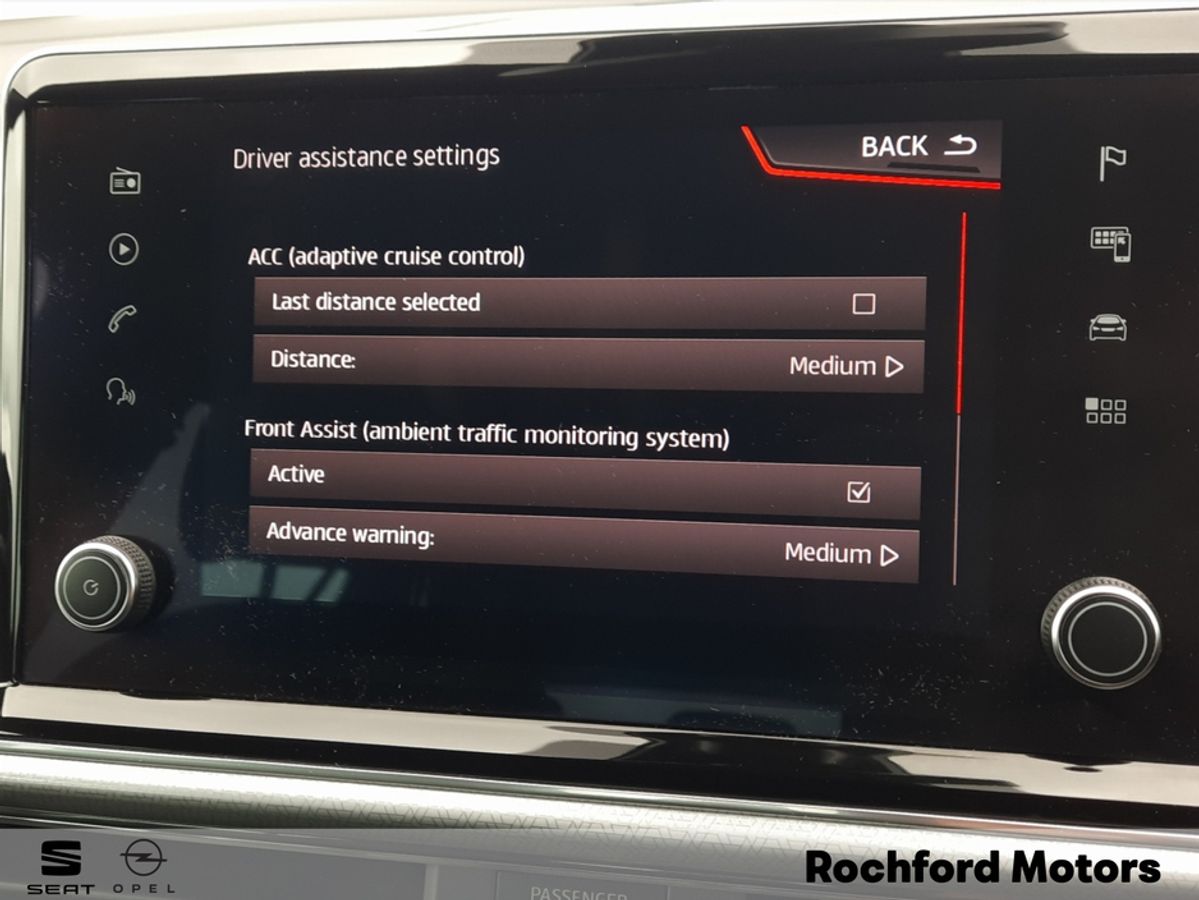 Driver assistance settings
BACK
ACC (adaptive cruise control)
Last distance selected
Distance:
Medium
Front Assist (ambient traffic monitoring system)
Active
Advance warning:
Medium
SEAT
OPEL
Rochford Motors
PASSENGER